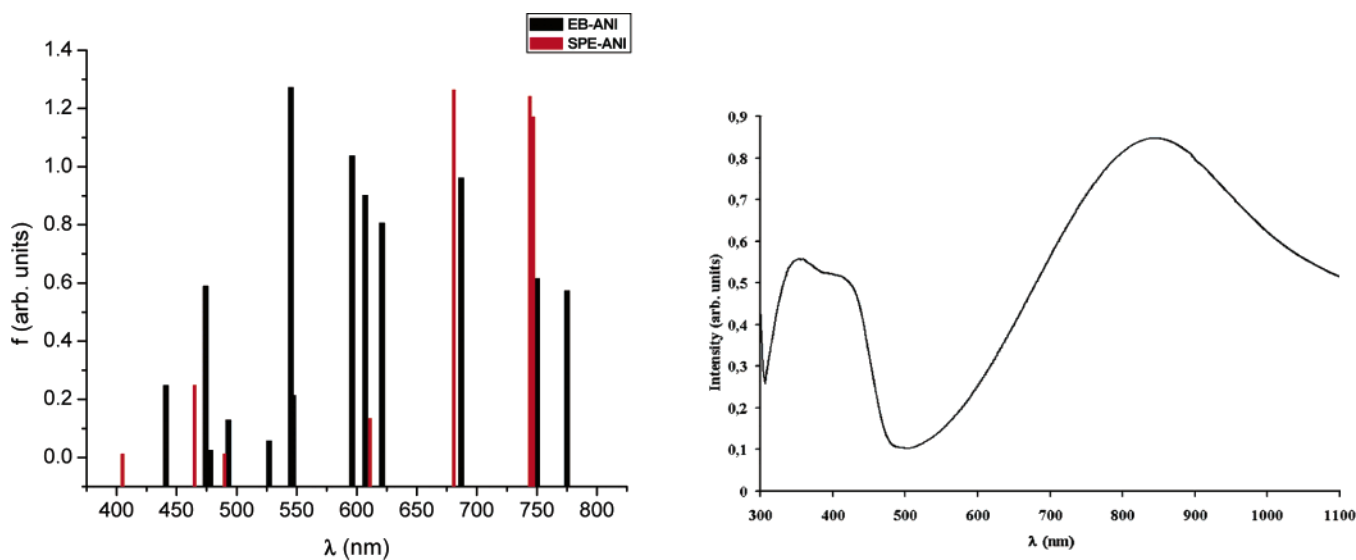 EB-ANI
SPE-ANI
1.4
1.2
1.0
0.8
0.6
0.4
0.2
0.0
f (arb. units)
400 450 500 550 600 650 700 750 800
λ (nm)
0,9
0,8
0,7
0,6
0,5
0,4
0,3
0,2
0,1
0
Intensity (arb. units)
300 400 500 600 700 800 900 1000 1100
λ (nm)